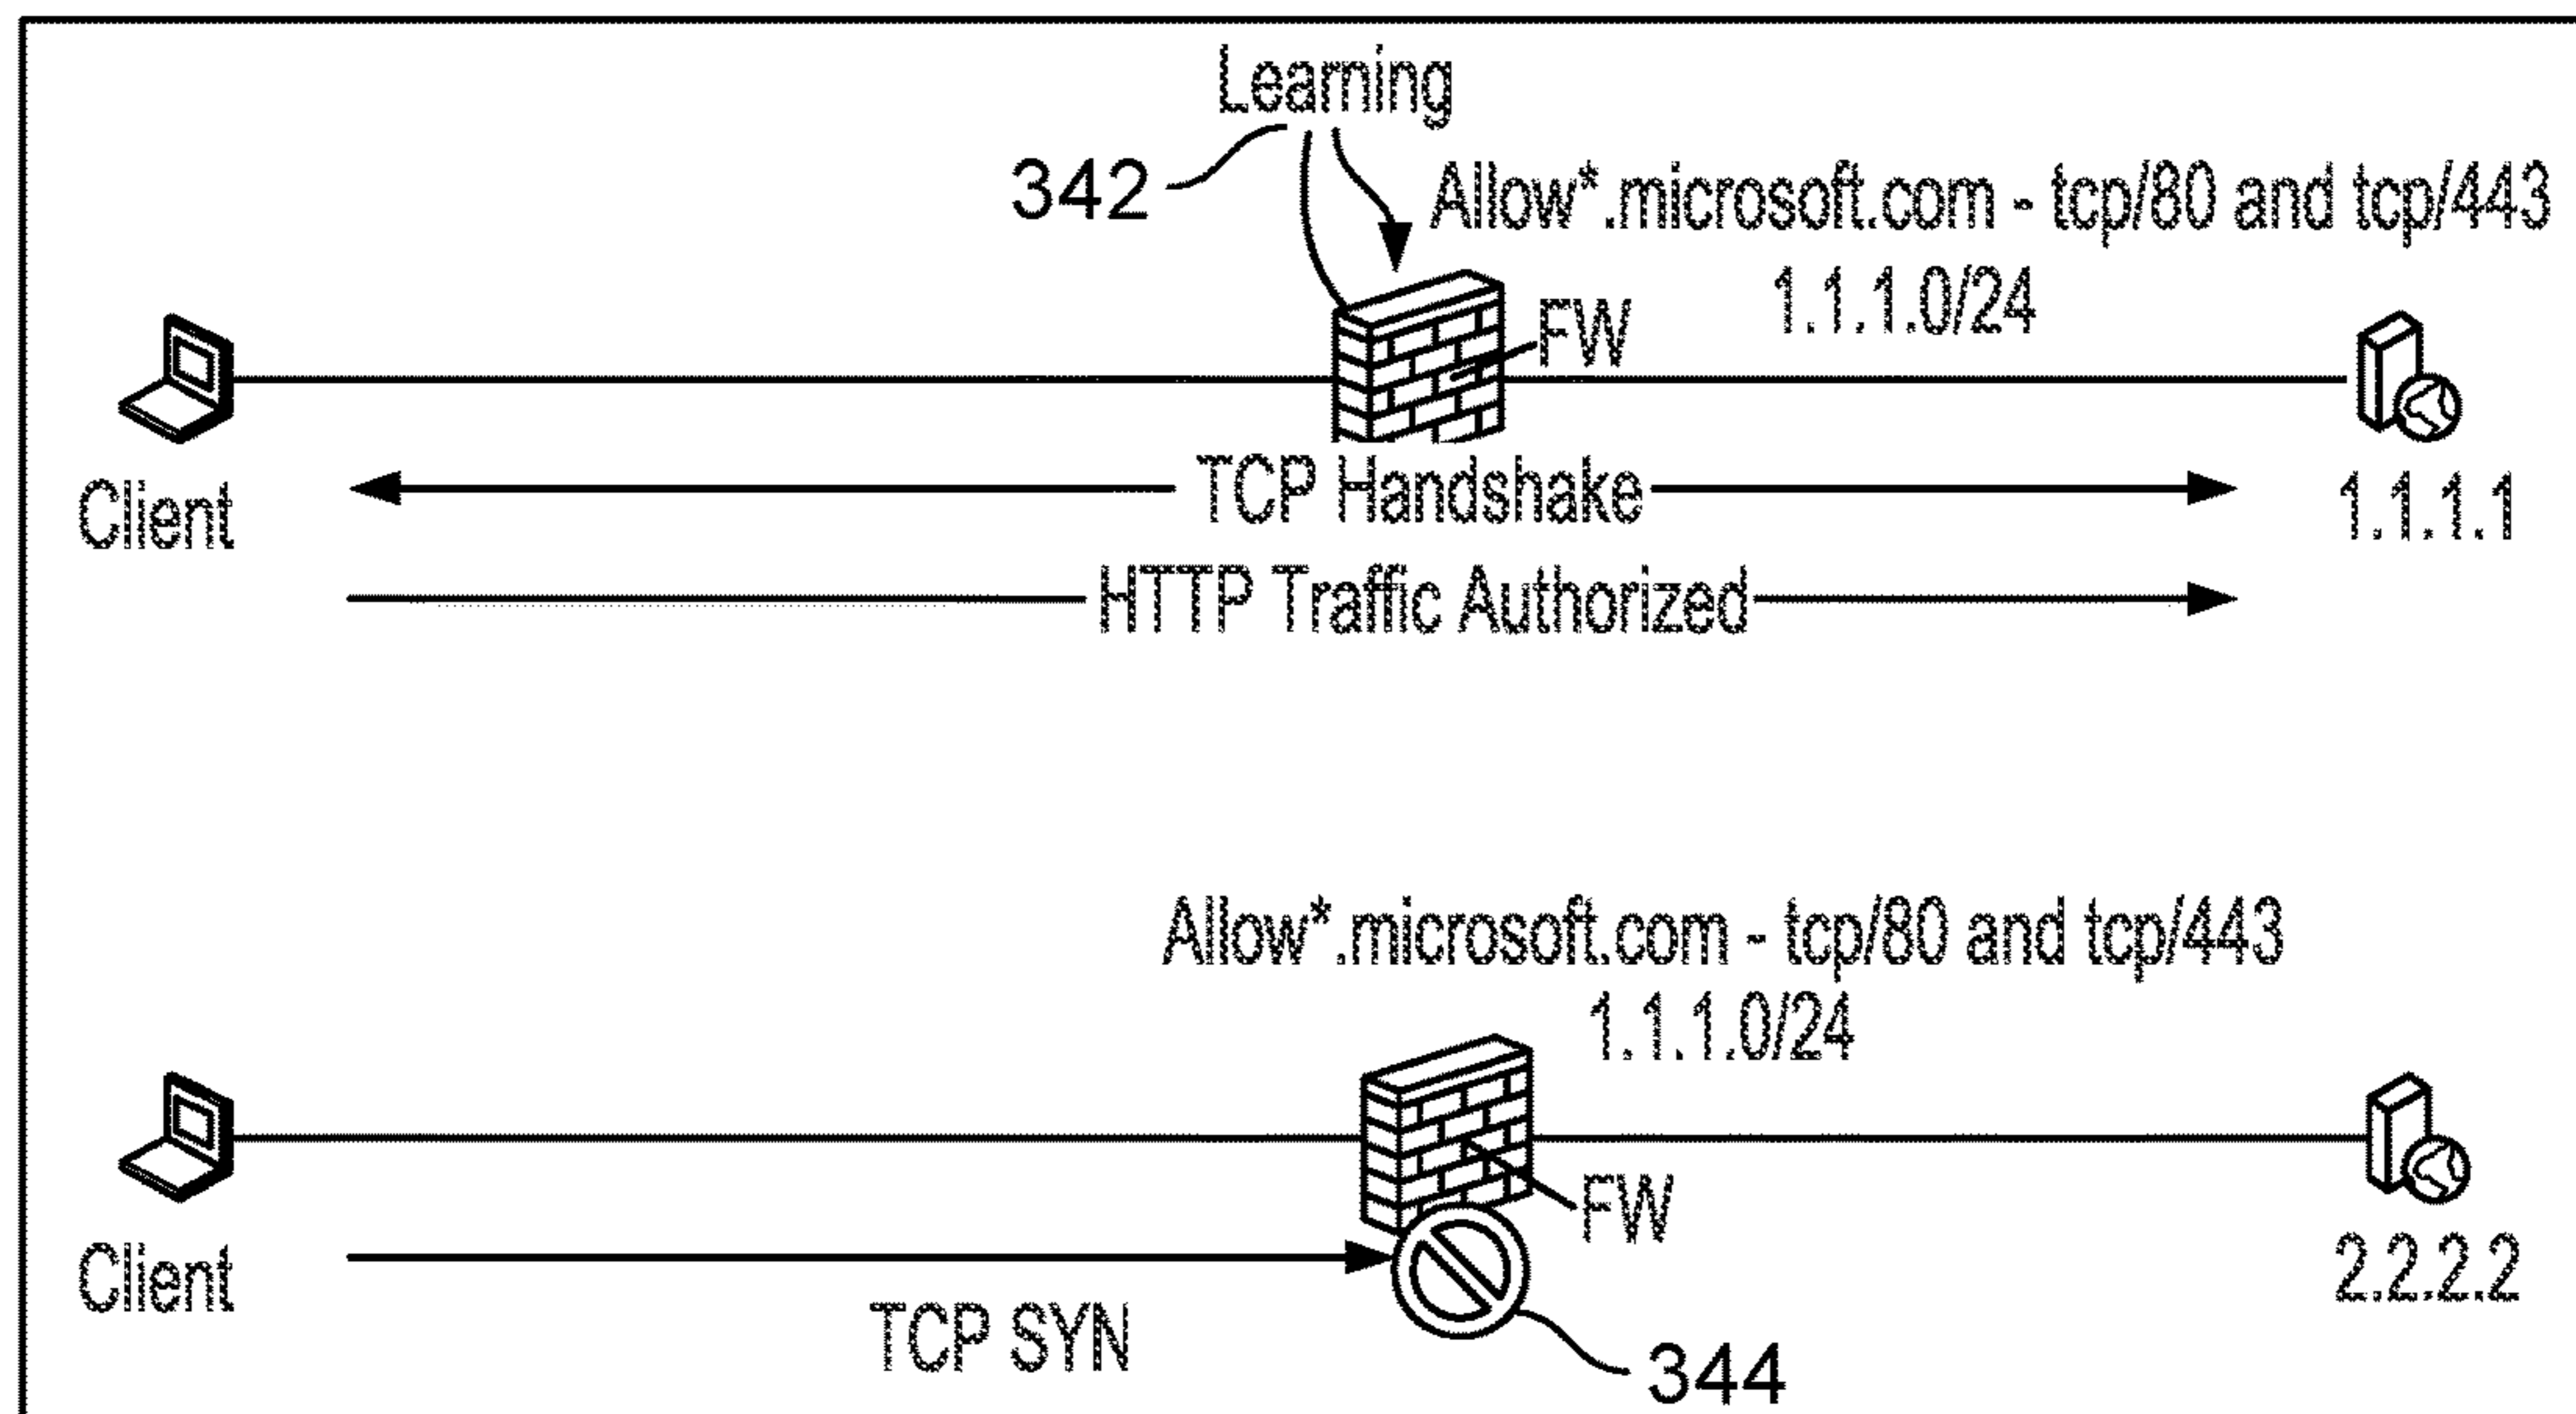 Learning
342
Allow*.microsoft.com - tcp/80 and tcp/443
1.1.1.0/24
FW
Client
TCP Handshake
1.1.1.1
HTTP Traffic Authorized
Allow*.microsoft.com - tcp/80 and tcp/443
1.1.1.0/24
FW
Client
2.2.2.2
TCP SYN
344